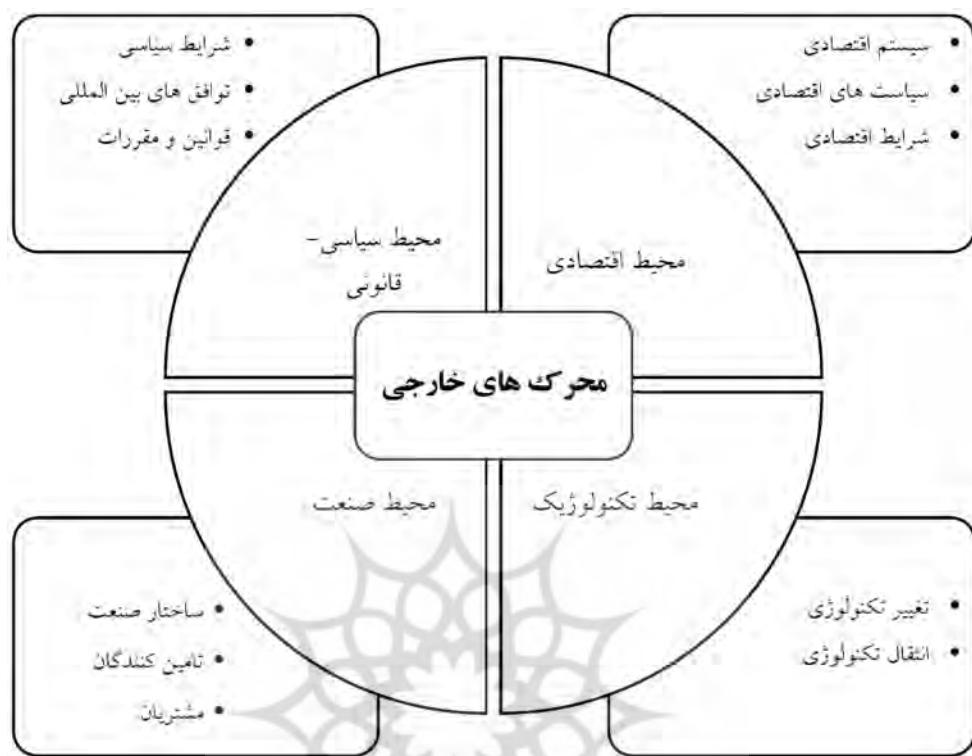 • سیستم اقتصادی
• سیاست های اقتصادی
• شرایط اقتصادی
• شرایط سیاسی
• توافق های بین المللی
• قوانین و مقررات
محیط اقتصادی
محیط سیاسی-
قانونی
محرک های خارجی
محیط تکنولوژیک
محیط صنعت
• تغییر تکنولوژی
• انتقال تکنولوژی
• ساختار صنعت
• تامین کنندگان
• مشتریان